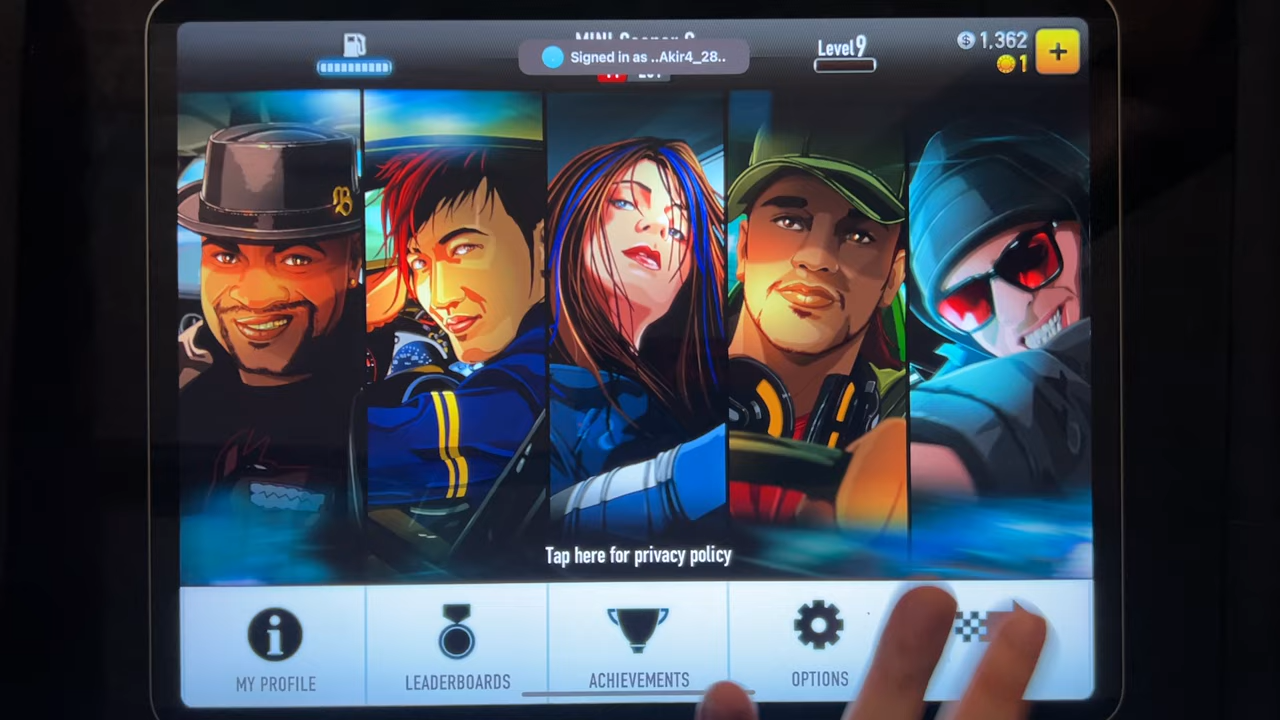 Signed in as ..Akir4_28..
Level 9
1,362
1
B
Tap here for privacy policy
MY PROFILE
LEADERBOARDS
ACHIEVEMENTS
OPTIONS